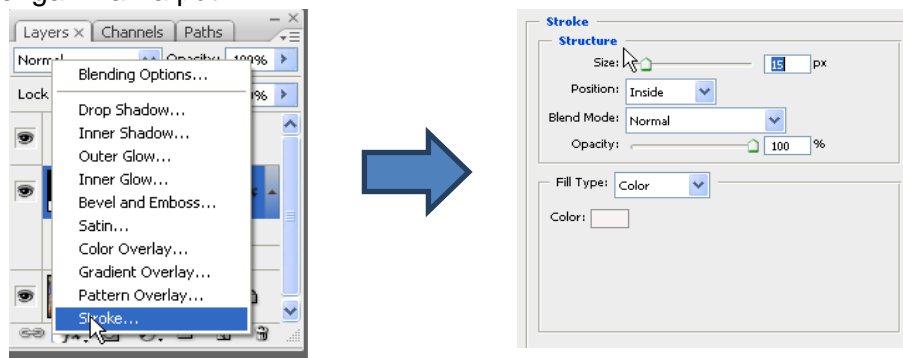 Layers × Channels Paths
Opacity: 100%
Lock
Blending Options...
Drop Shadow...
Inner Shadow...
Outer Glow...
Inner Glow...
Bevel and Emboss...
Satin...
Color Overlay...
Gradient Overlay...
Pattern Overlay...
Stroke...
Stroke
Structure
Size: 15 px
Position: Inside
Blend Mode: Normal
Opacity: 100 %
Fill Type: Color
Color: